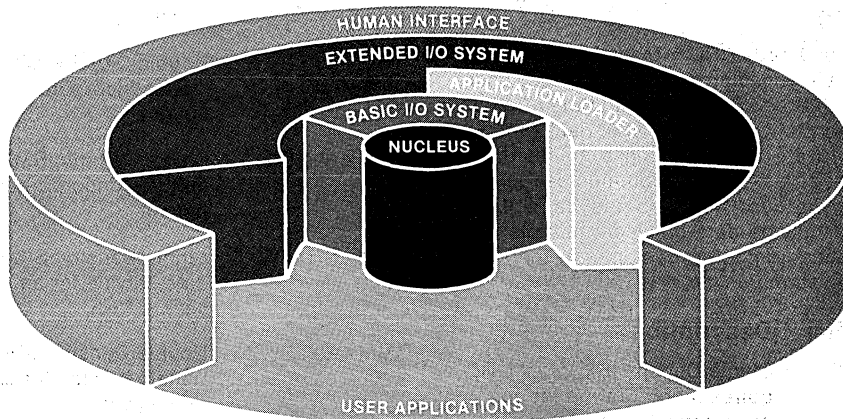 HUMAN INTERFACE
EXTENDED I/O SYSTEM
APPLICATION LOADER
BASIC I/O SYSTEM
NUCLEUS
USER APPLICATIONS